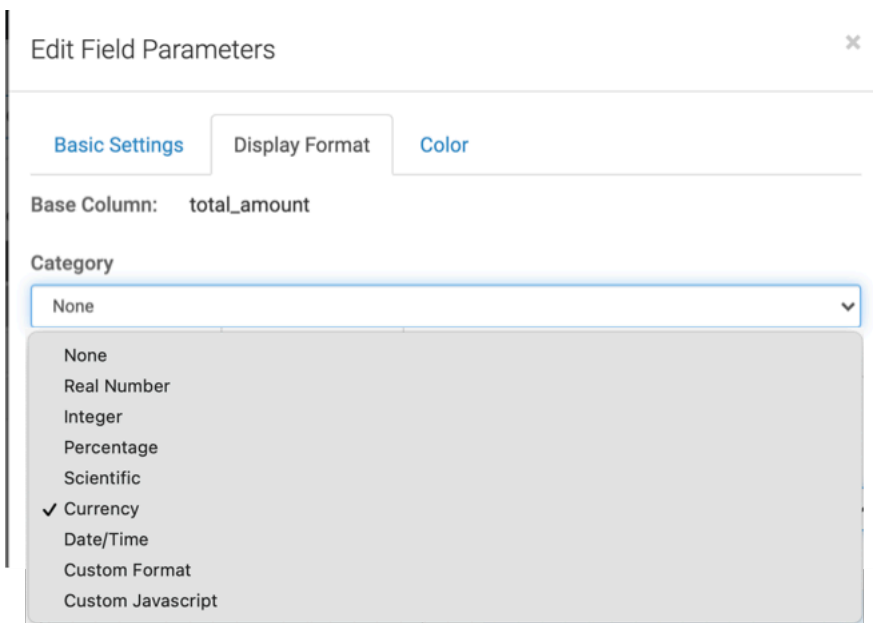 Edit Field Parameters ×
Basic Settings Display Format Color
Base Column: total_amount
Category
None
None
Real Number
Integer
Percentage
Scientific
✓ Currency
Date/Time
Custom Format
Custom Javascript